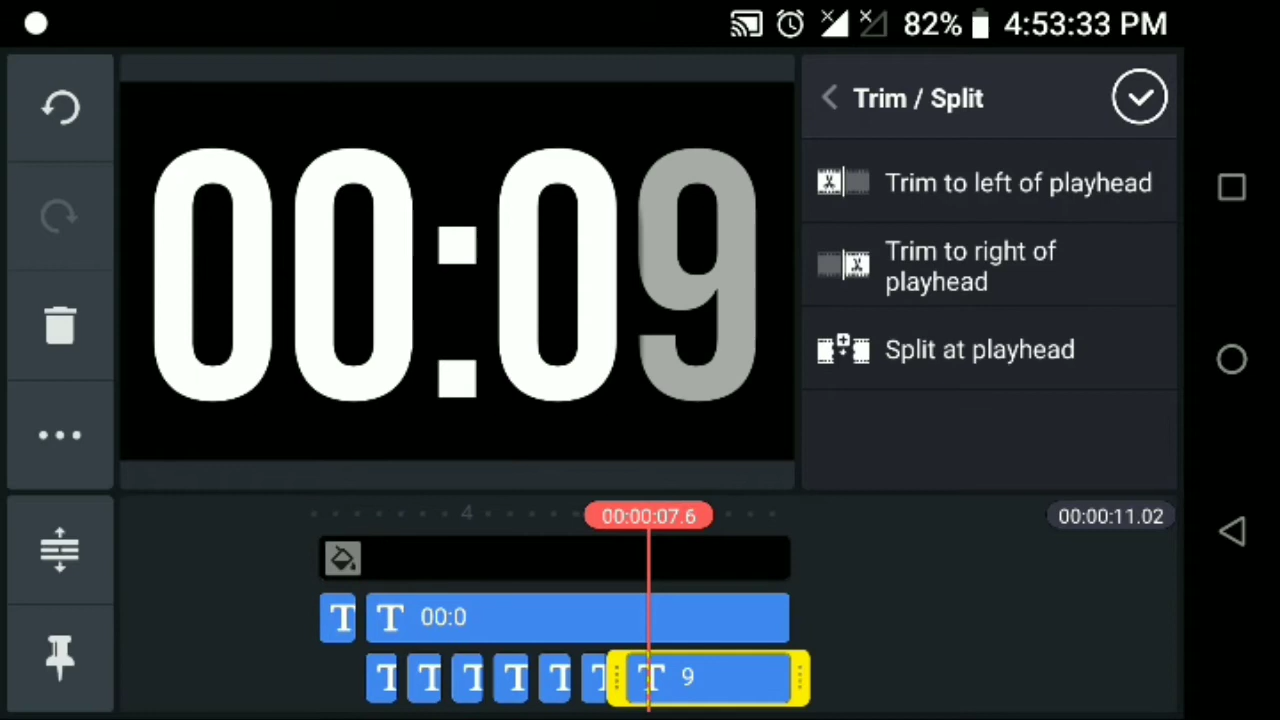 82% 4:53:33 PM
00:09
Trim / Split
Trim to left of playhead
Trim to right of
playhead
Split at playhead
4
00:00:07.6
00:00:11.02
T T 00:0
T T T T T T T 9